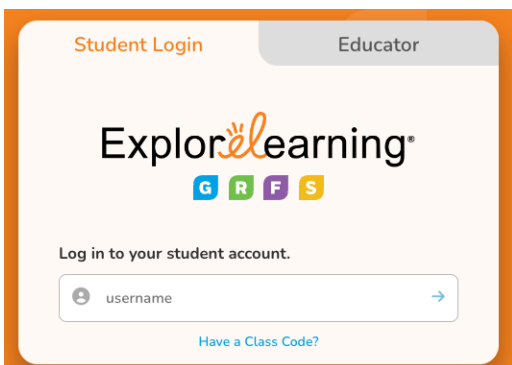 Student Login
Educator
ExploreLearning®
G R F S
Log in to your student account.
username
Have a Class Code?